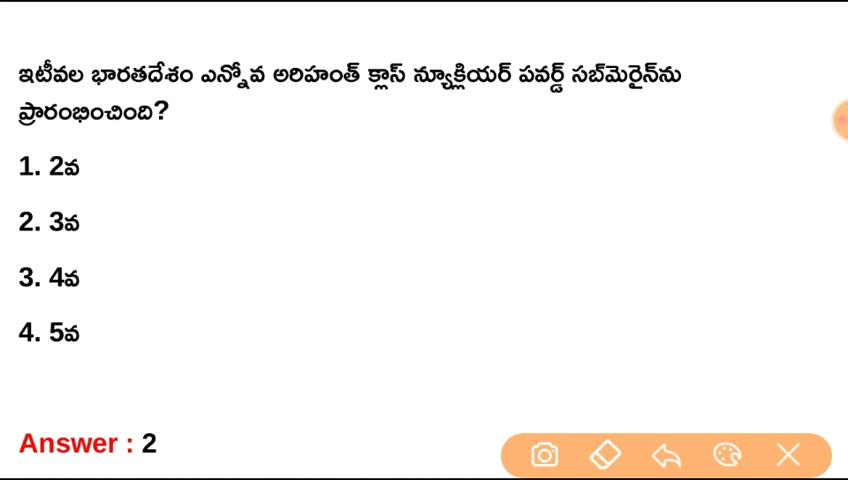 ఇటీవల భారతదేశం ఎన్నోవ అరిహంత్ క్లాస్ న్యూక్లియర్ పవర్డ్ సబ్‌మెరైన్‌ను
ప్రారంభించింది?
1. 2వ
2. 3వ
3. 4వ
4. 5వ
Answer : 2